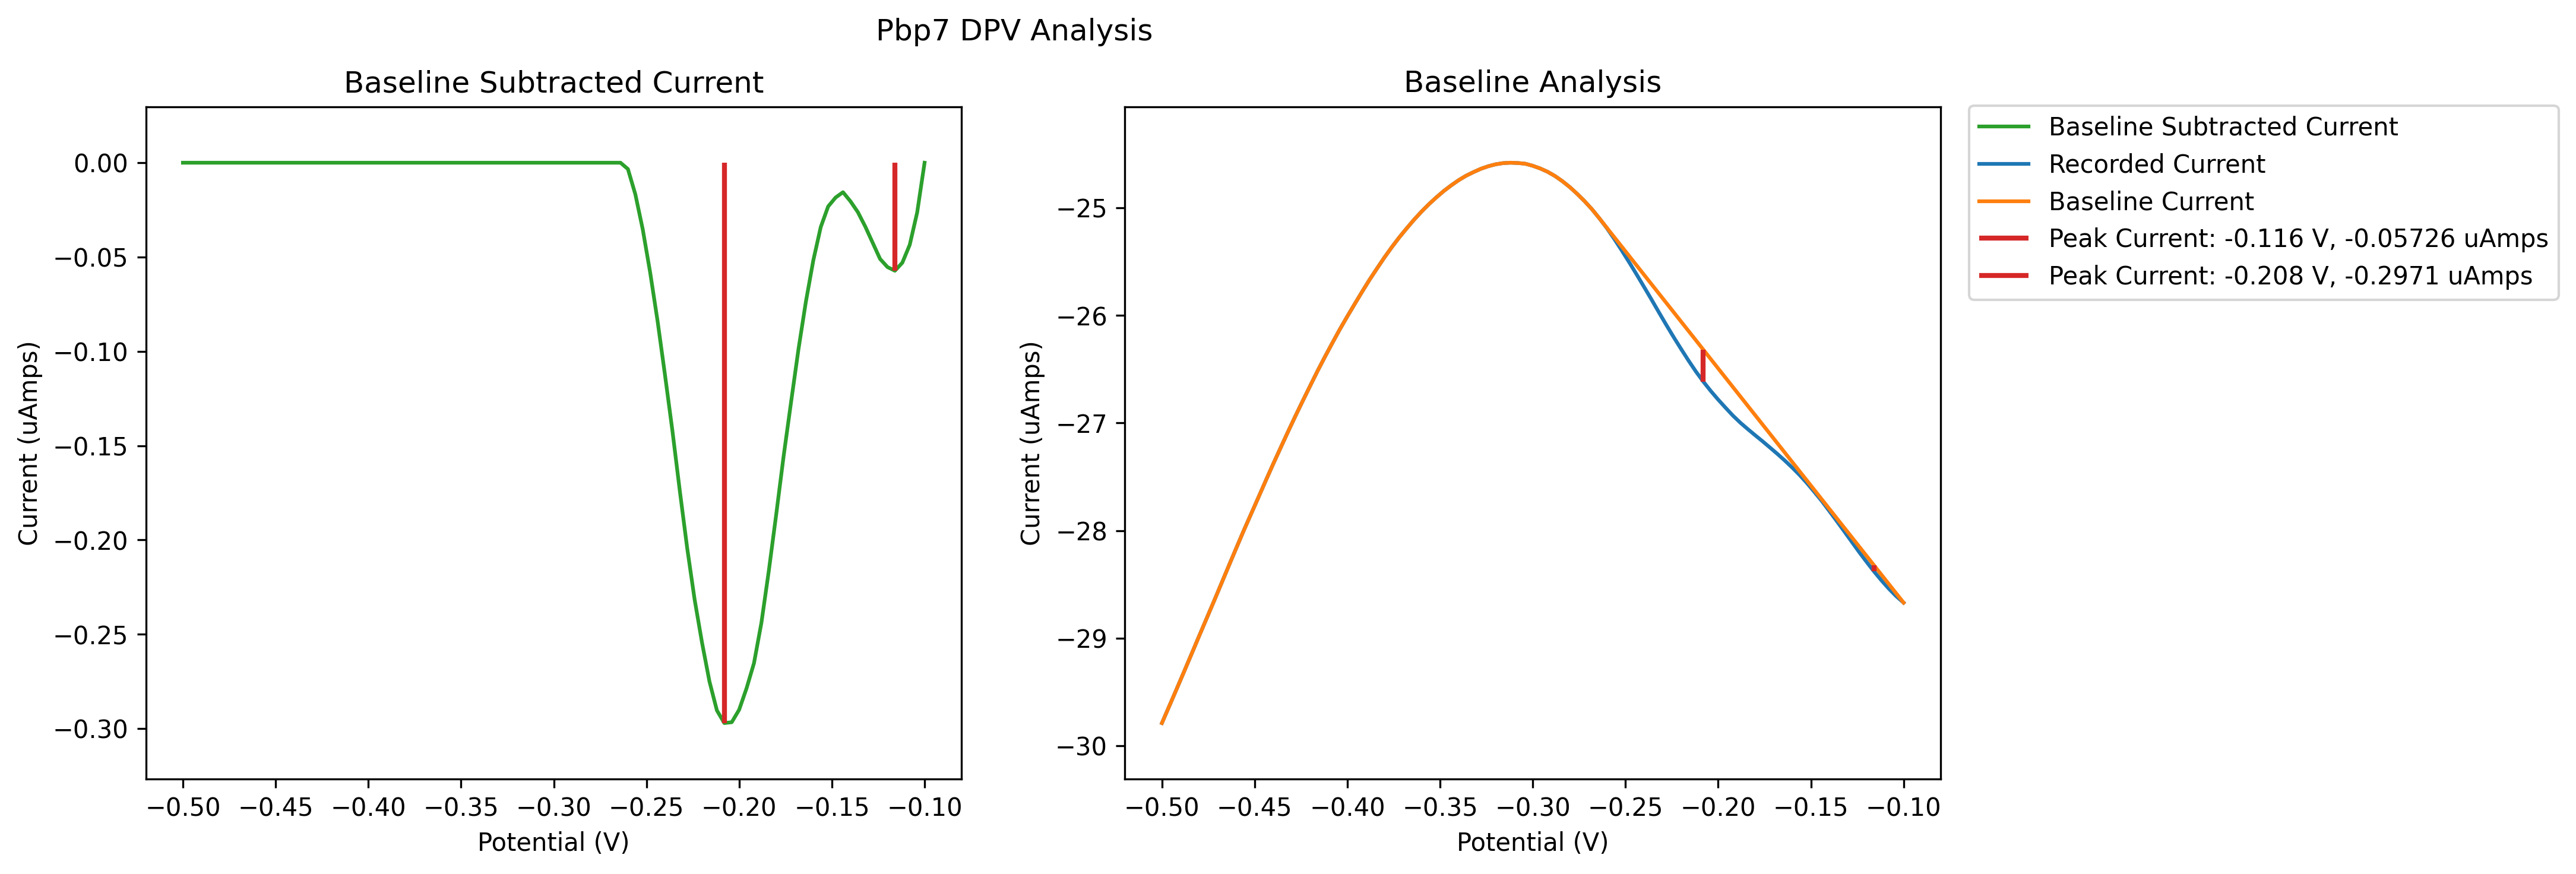 Pbp7 DPV Analysis
Baseline Subtracted Current
0.00
−0.05
−0.10
−0.15
−0.20
−0.25
−0.30
Current (uAmps)
−0.50 −0.45 −0.40 −0.35 −0.30 −0.25 −0.20 −0.15 −0.10
Potential (V)
Baseline Analysis
−25
−26
−27
−28
−29
−30
Current (uAmps)
−0.50 −0.45 −0.40 −0.35 −0.30 −0.25 −0.20 −0.15 −0.10
Potential (V)
Baseline Subtracted Current
Recorded Current
Baseline Current
Peak Current: -0.116 V, -0.05726 uAmps
Peak Current: -0.208 V, -0.2971 uAmps